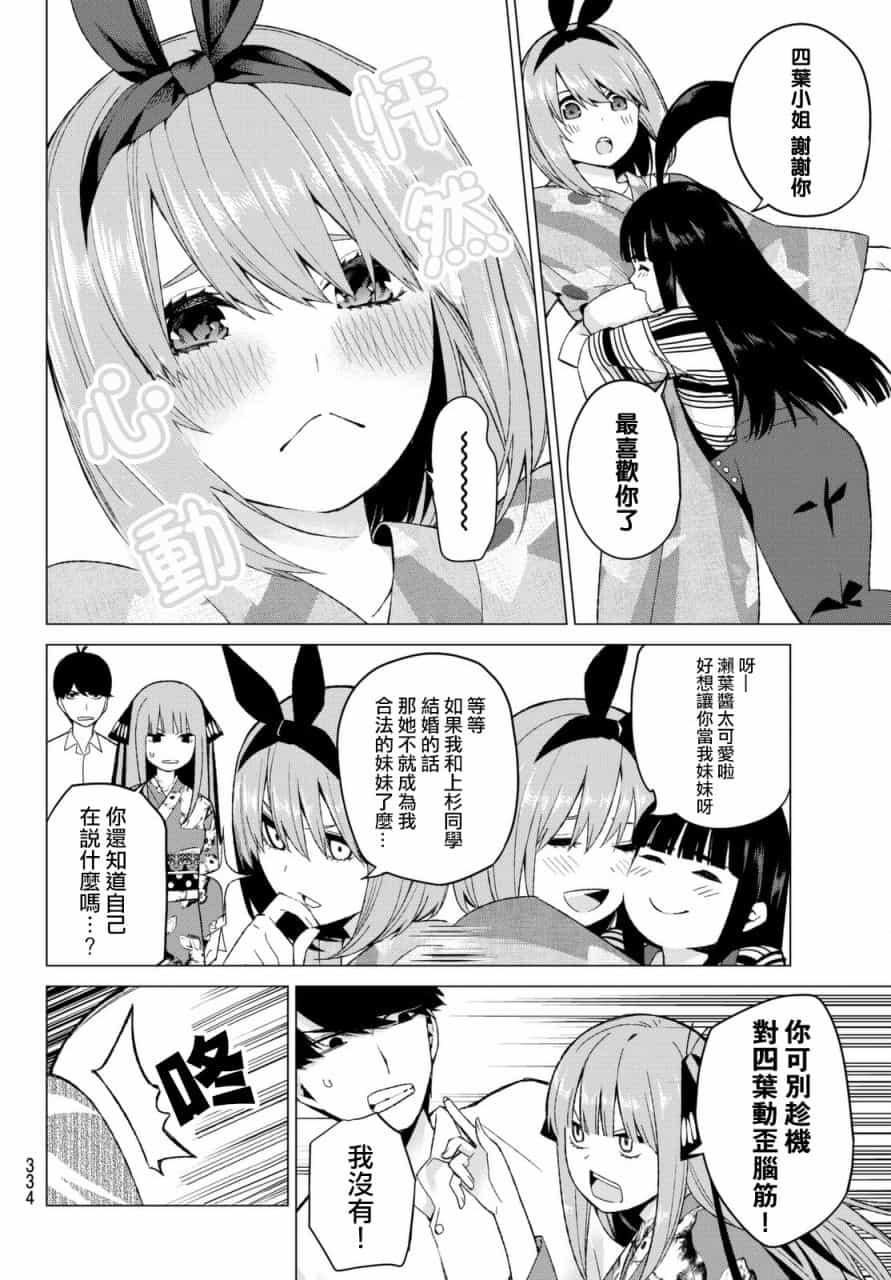 四葉小姐 謝謝你
最喜歡你了
怦然
心動
呀—
瀨葉醬太可愛啦
好想讓你當我妹妹呀
等等
如果我和上杉同學
結婚的話
那她不就成為我
合法的妹妹了麼…
你還知道自己
在説什麼嗎…？
你可別趁機
對四葉動歪腦筋！
我沒有！
咚
334